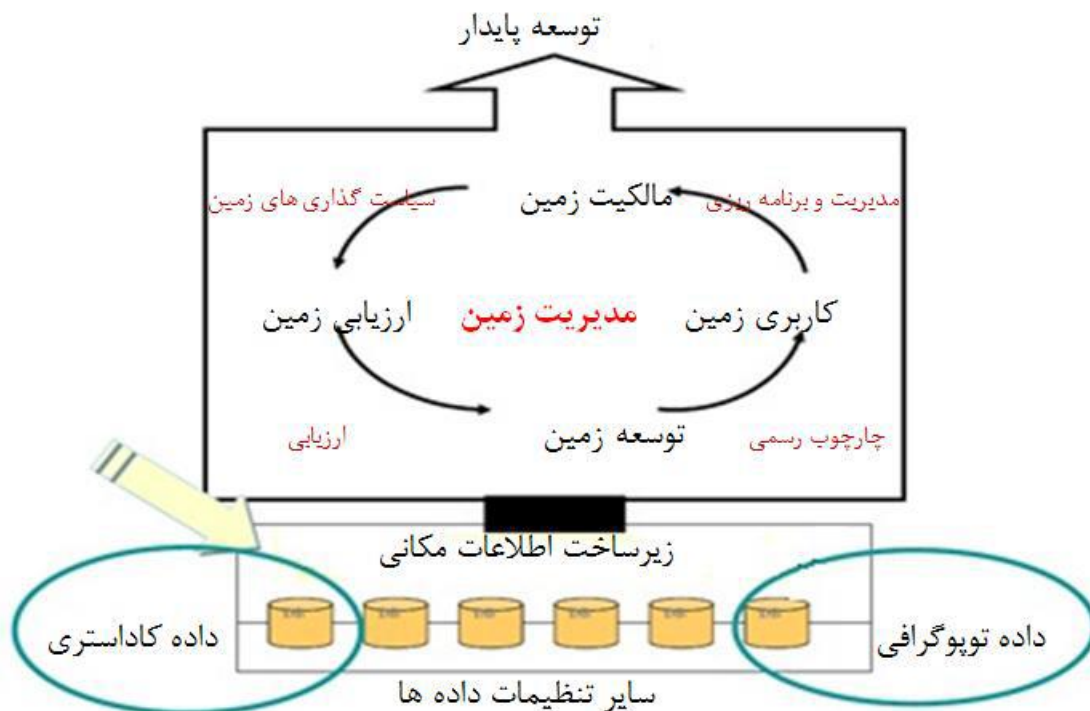 توسعه پایدار
مدیریت و برنامه ریزی
مالکیت زمین
سیاست گذاری های زمین
کاربری زمین
مدیریت زمین
ارزیابی زمین
چارچوب رسمی
توسعه زمین
ارزیابی
زیرساخت اطلاعات مکانی
داده توپوگرافی
داده کاداستری
سایر تنظیمات داده ها